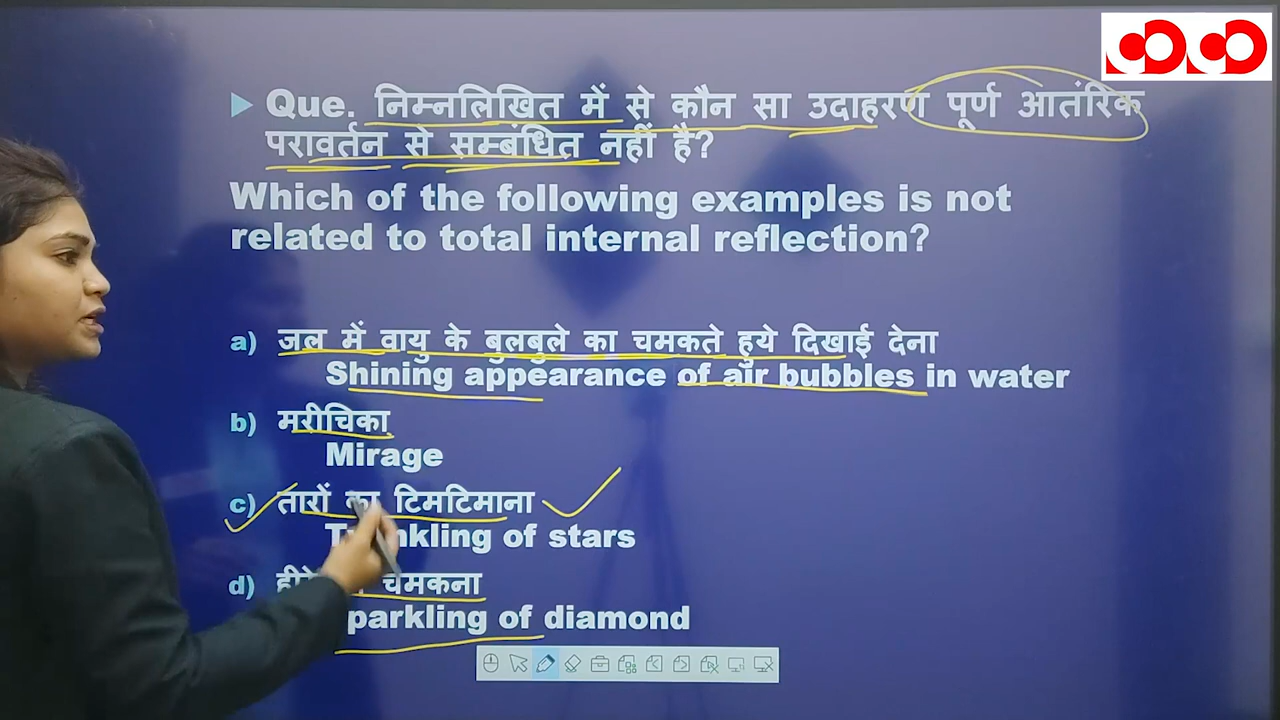 Que. निम्नलिखित में से कौन सा उदाहरण पूर्ण आतंरिक
परावर्तन से सम्बंधित नहीं है?
Which of the following examples is not
related to total internal reflection?
a) जल में वायु के बुलबुले का चमकते हुये दिखाई देना
Shining appearance of air bubbles in water
b) मरीचिका
Mirage
c) तारों का टिमटिमाना
of stars
d) चमकना
of diamond